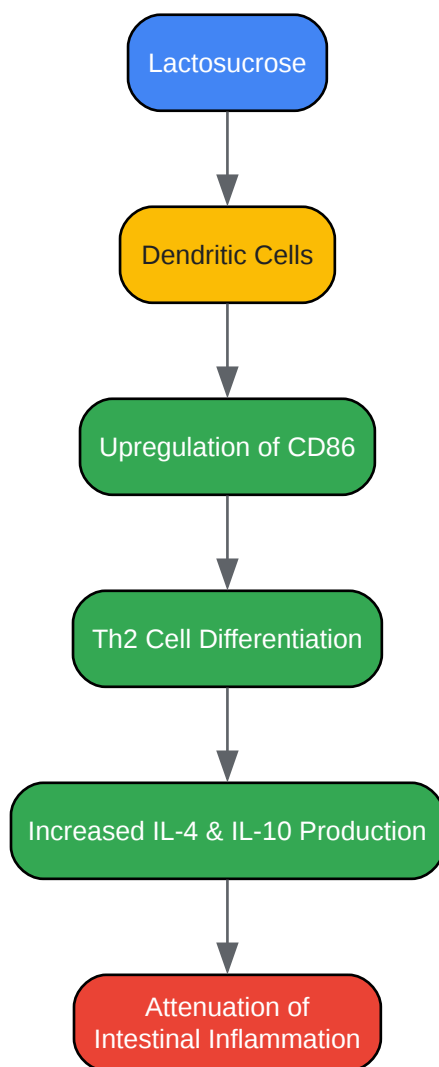 Lactosucrose
Dendritic Cells
Upregulation of CD86
Th2 Cell Differentiation
Increased IL-4 & IL-10 Production
Attenuation of
Intestinal Inflammation